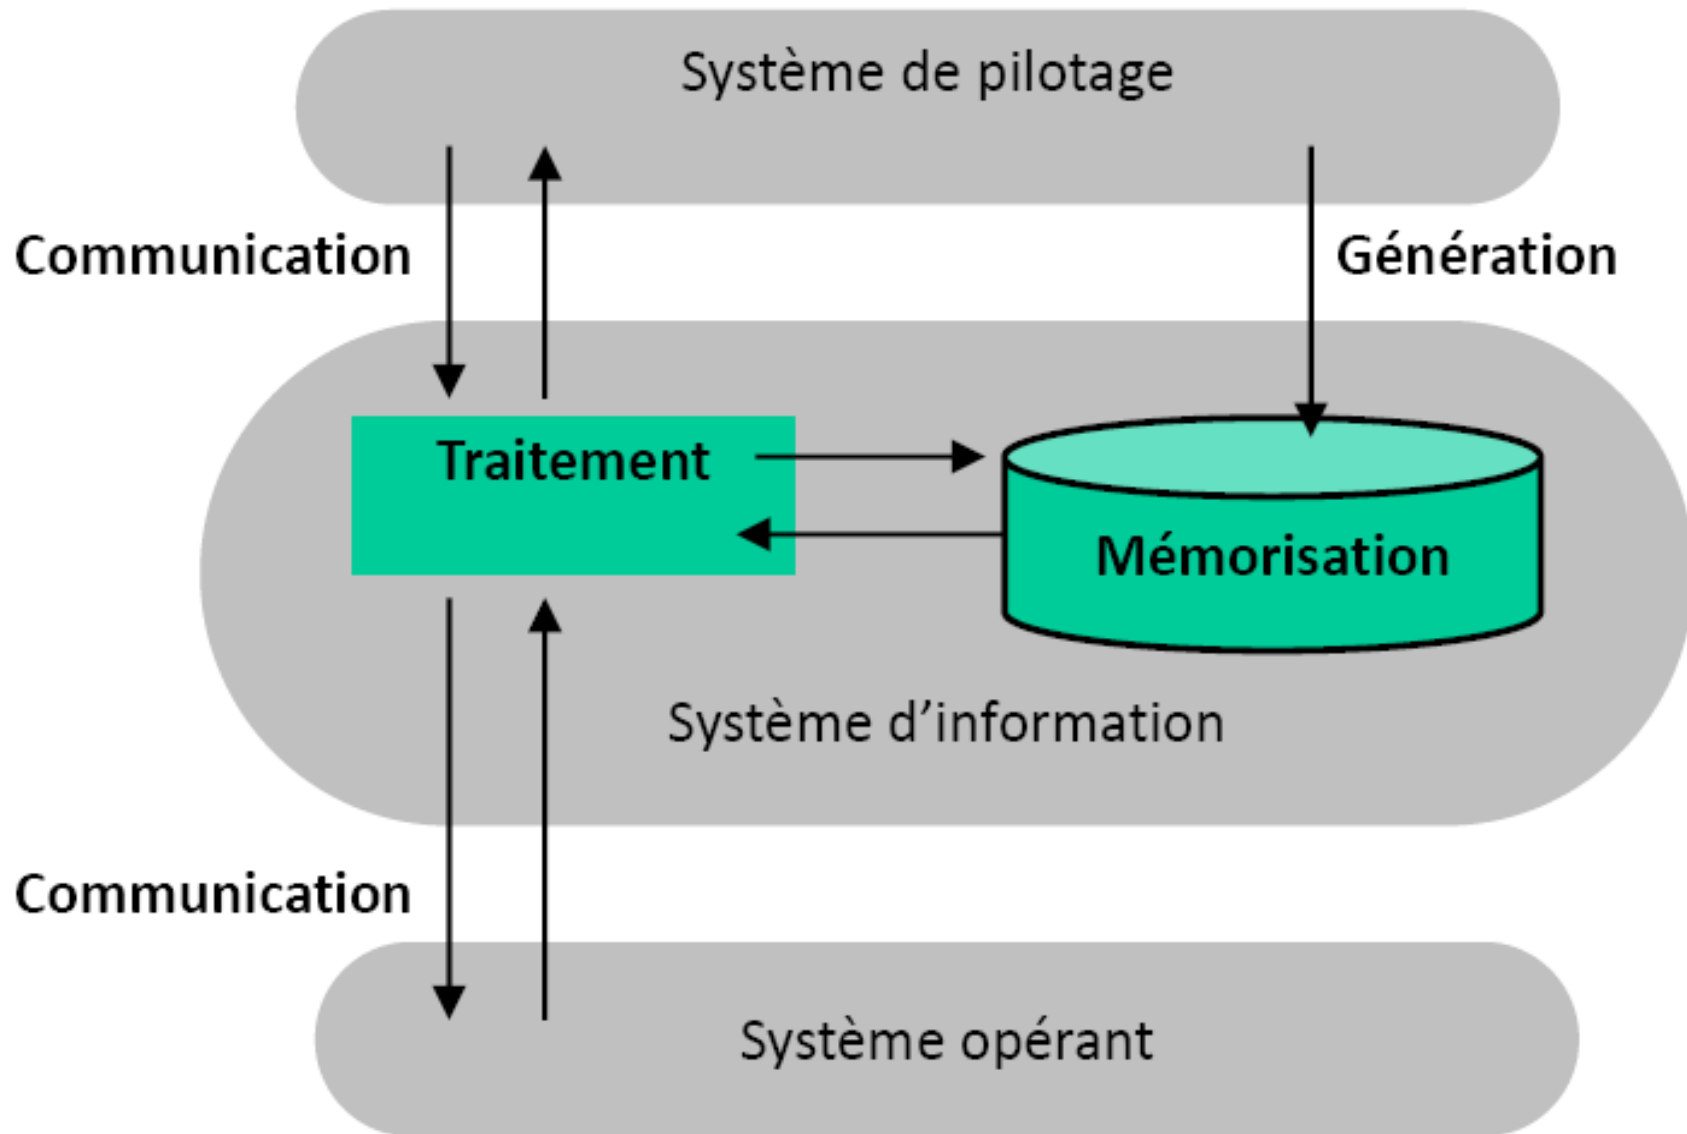 Système de pilotage
Communication
Génération
Traitement
Mémorisation
Système d’information
Communication
Système opérant